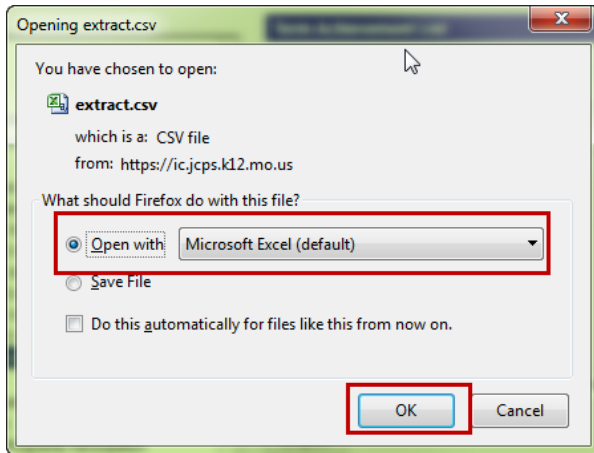 Opening extract.csv
x
You have chosen to open:
extract.csv
which is a: CSV file
from: https://ic.jcps.k12.mo.us
What should Firefox do with this file?
Open with Microsoft Excel (default)
Save File
Do this automatically for files like this from now on.
OK Cancel